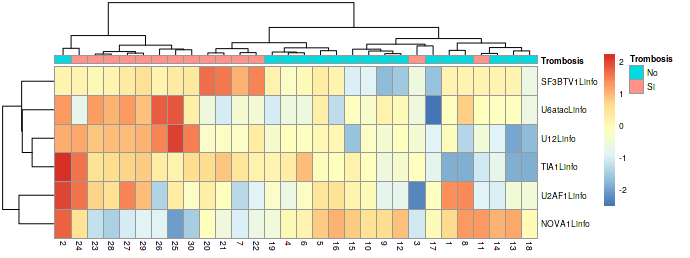 Trombosis
SF3BTV1Linfo
U6atacLinfo
U12Linfo
TIA1Linfo
U2AF1Linfo
NOVA1Linfo
2 24 23 28 27 29 26 25 30 20 21 7 22 19 4 6 5 16 15 10 9 12 3 17 1 8 11 14 13 18
2
1
0
-1
-2
Trombosis
No
Si